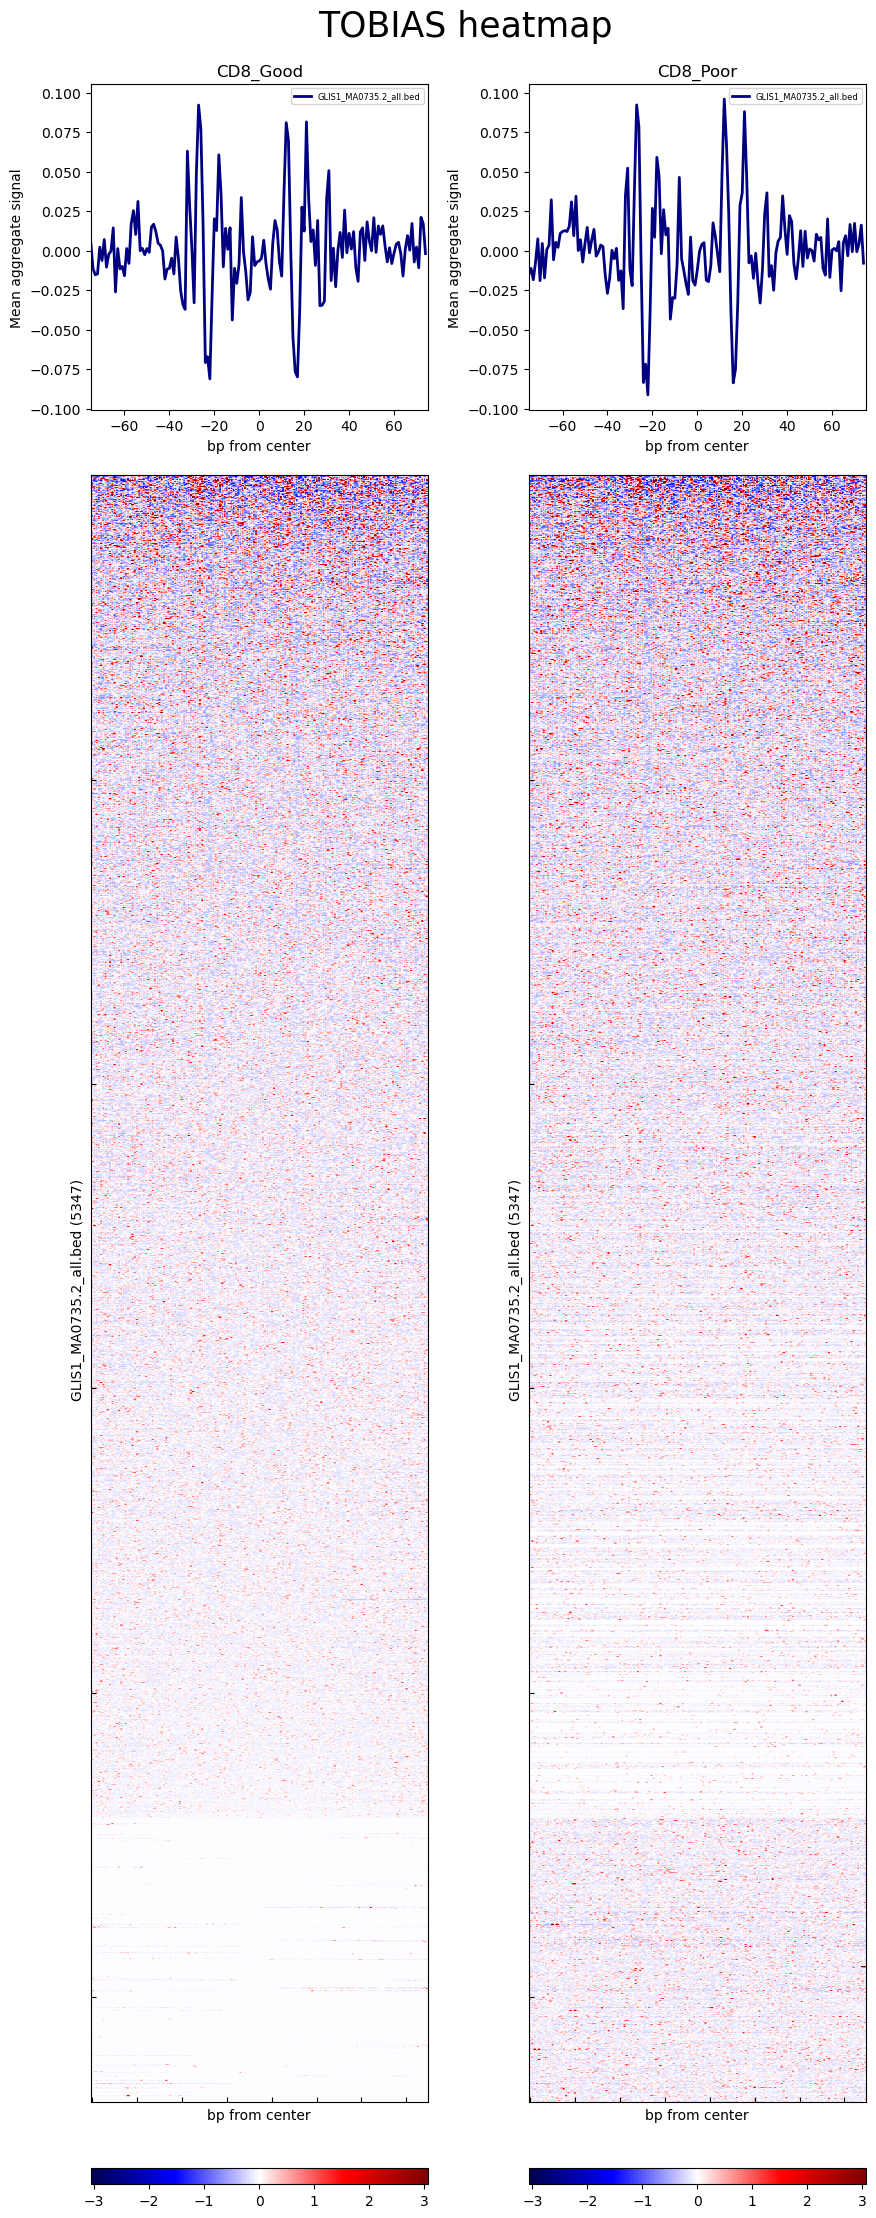 TOBIAS heatmap
CD8_Good
CD8_Poor
GLIS1_MA0735.2_all.bed
GLIS1_MA0735.2_all.bed
Mean aggregate signal
0.100
0.075
0.050
0.025
0.000
−0.025
−0.050
−0.075
−0.100
Mean aggregate signal
0.100
0.075
0.050
0.025
0.000
−0.025
−0.050
−0.075
−0.100
−60 −40 −20 0 20 40 60
−60 −40 −20 0 20 40 60
bp from center
bp from center
GLIS1_MA0735.2_all.bed (5347)
GLIS1_MA0735.2_all.bed (5347)
bp from center
bp from center
−3 −2 −1 0 1 2 3
−3 −2 −1 0 1 2 3